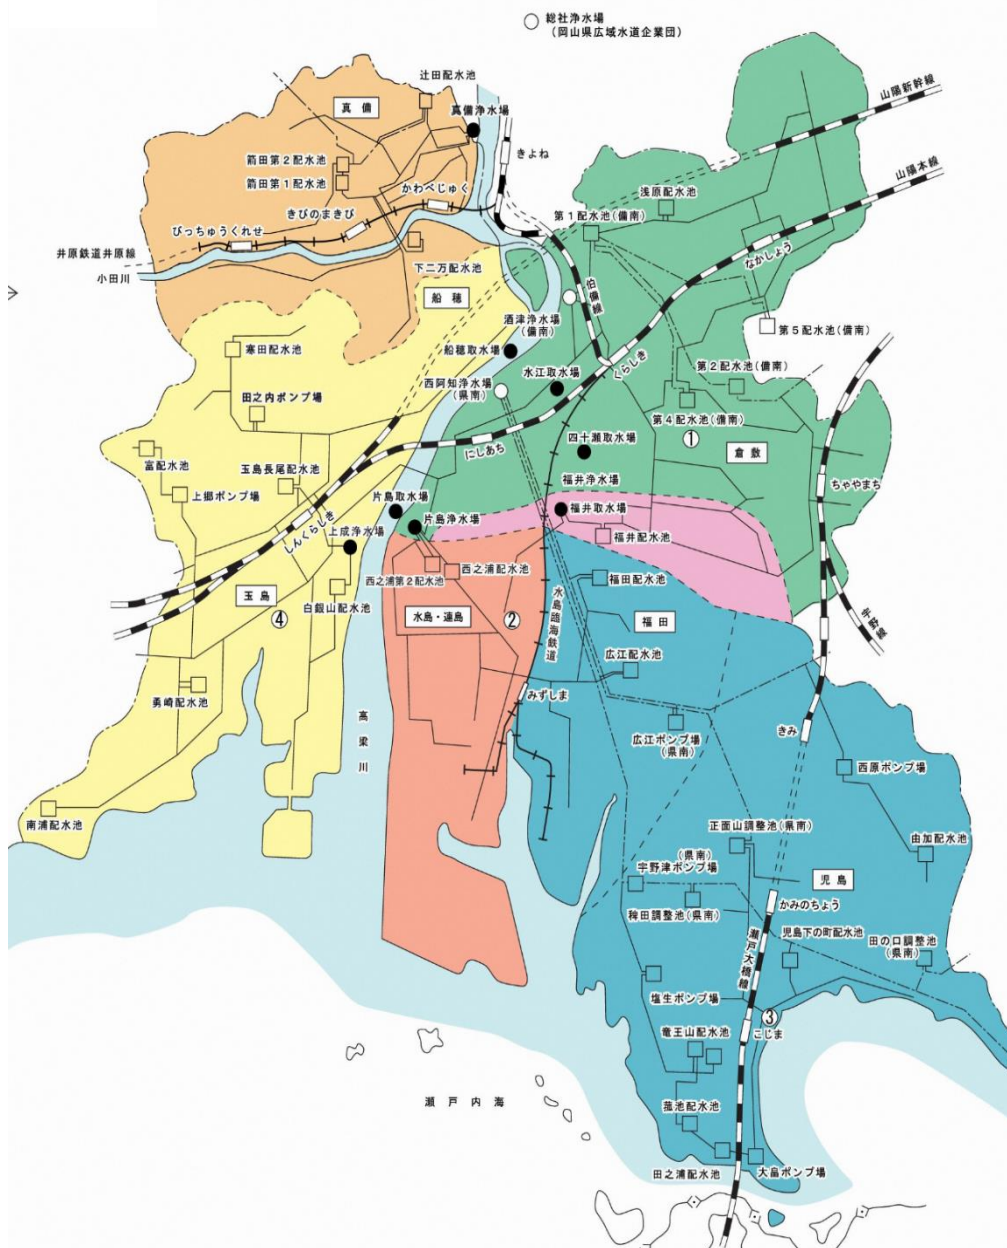 総社浄水場
(岡山県広域水道企業団)
辻田配水池
真備
真備浄水場
山陽新幹線
きよね
箭田第2配水池
箭田第1配水池
山陽本線
かわべじゅく
浅原配水池
きびのまきび
第1配水池(備南)
びっちゅうくれせ
なかしょう
井原鉄道井原線
小田川
下二万配水池
伯備線
船穂
酒津浄水場
(備南)
第5配水池(備南)
寒田配水池
船穂取水場
水江取水場
くらしき
第2配水池(備南)
西阿知浄水場
(県南)
田之内ポンプ場
第4配水池(備南)
①
四十瀬取水場
倉敷
にしあち
富配水池
玉島長尾配水池
福井浄水場
ちゃやまち
上郷ポンプ場
片島取水場
福井取水場
しんくらしき
上成浄水場
片島浄水場
福井配水池
西之浦配水池
西之浦第2配水池
福田配水池
玉島
白銀山配水池
水島・連島
②
水島臨海鉄道
福田
宇野線
④
広江配水池
勇崎配水池
みずしま
高梁川
広江ポンプ場
(県南)
きみ
西原ポンプ場
南浦配水池
正面山調整池(県南)
由加配水池
(県南)
宇野津ポンプ場
児島
稗田調整池(県南)
かみのちょう
児島下の町配水池
田の口調整池
(県南)
瀬戸大橋線
塩生ポンプ場
③
こじま
竜王山配水池
瀬戸内海
菰池配水池
田之浦配水池
大畠ポンプ場